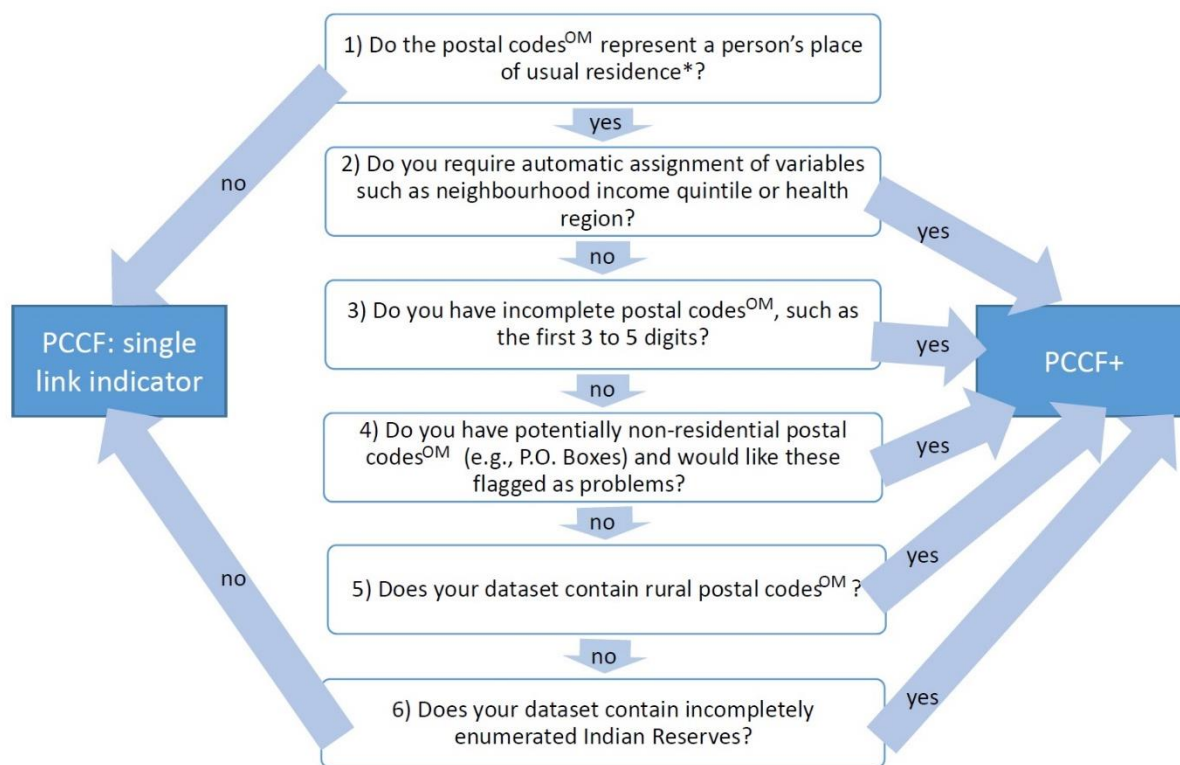 1) Do the postal codesOM represent a person's place
of usual residence*?
yes
no
2) Do you require automatic assignment of variables
such as neighbourhood income quintile or health
region?
yes
no
3) Do you have incomplete postal codesOM, such as
the first 3 to 5 digits?
yes
PCCF: single
link indicator
PCCF+
no
4) Do you have potentially non-residential postal
codesOM (e.g., P.O. Boxes) and would like these
flagged as problems?
yes
no
5) Does your dataset contain rural postal codesOM ?
yes
no
no
6) Does your dataset contain incompletely
enumerated Indian Reserves?
yes